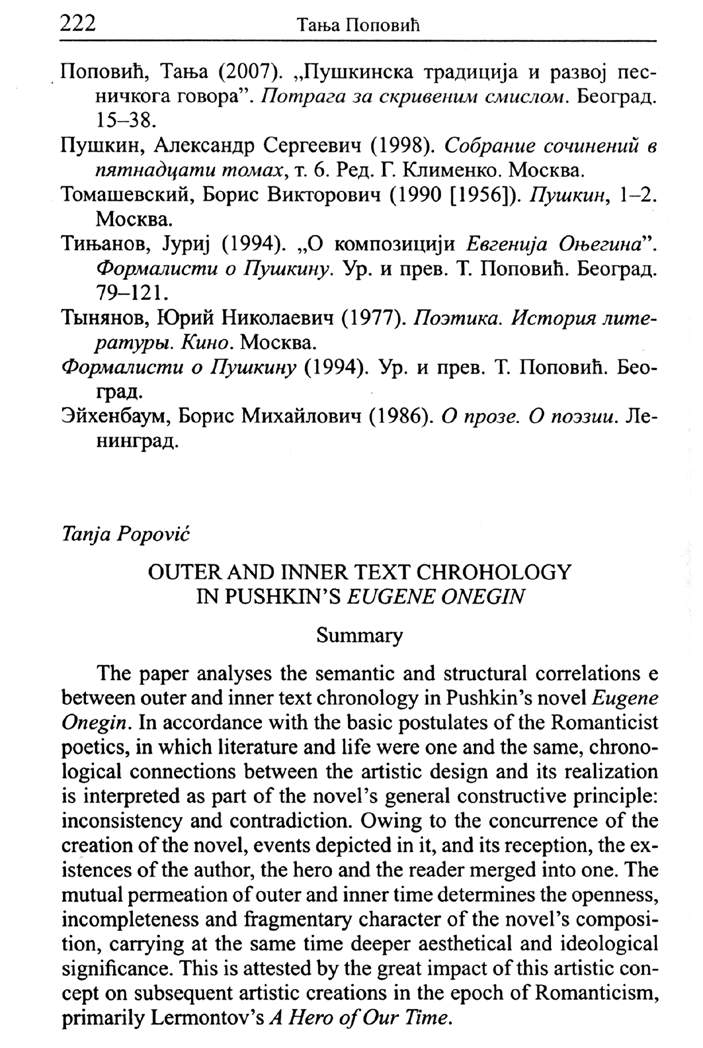 222
Тања Поповић
Поповић, Тања (2007). „Пушкинска традиција и развој пес-
ничкога говора”. Потрага за скривеним смислом. Београд.
15–38.
Пушкин, Александр Сергеевич (1998). Собрание сочинений в
пятнадцати томах, т. 6. Ред. Г. Клименко. Москва.
Томашевский, Борис Викторович (1990 [1956]). Пушкин, 1–2.
Москва.
Тињанов, Јуриј (1994). „О композицији Евгенија Оњегина”.
Формалисти о Пушкину. Ур. и прев. Т. Поповић. Београд.
79–121.
Тынянов, Юрий Николаевич (1977). Поэтика. История лите-
ратуры. Кино. Москва.
Формалисти о Пушкину (1994). Ур. и прев. Т. Поповић. Бео-
град.
Эйхенбаум, Борис Михайлович (1986). О прозе. О поэзии. Ле-
нинград.
Tanja Popović
OUTER AND INNER TEXT CHROHOLOGY
IN PUSHKIN’S EUGENE ONEGIN
Summary
The paper analyses the semantic and structural correlations e
between outer and inner text chronology in Pushkin’s novel Eugene
Onegin. In accordance with the basic postulates of the Romanticist
poetics, in which literature and life were one and the same, chrono-
logical connections between the artistic design and its realization
is interpreted as part of the novel’s general constructive principle:
inconsistency and contradiction. Owing to the concurrence of the
creation of the novel, events depicted in it, and its reception, the ex-
istences of the author, the hero and the reader merged into one. The
mutual permeation of outer and inner time determines the openness,
incompleteness and fragmentary character of the novel’s composi-
tion, carrying at the same time deeper aesthetical and ideological
significance. This is attested by the great impact of this artistic con-
cept on subsequent artistic creations in the epoch of Romanticism,
primarily Lermontov’s A Hero of Our Time.